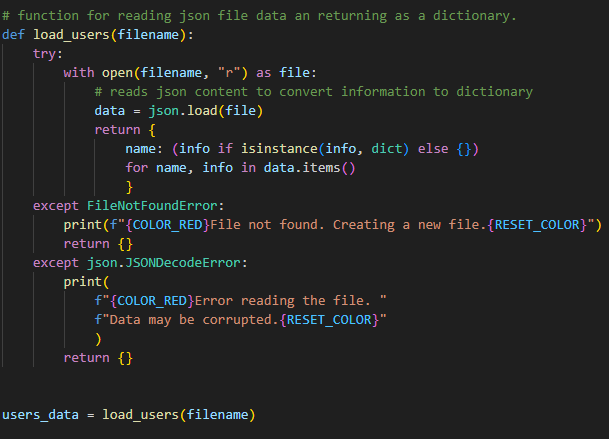 # function for reading json file data an returning as a dictionary.
def load_users(filename):
    try:
        with open(filename, "r") as file:
            # reads json content to convert information to dictionary
            data = json.load(file)
            return {
                name: (info if isinstance(info, dict) else {})
                for name, info in data.items()
                }
    except FileNotFoundError:
        print(f"{COLOR_RED}File not found. Creating a new file.{RESET_COLOR}")
        return {}
    except json.JSONDecodeError:
        print(
            f"{COLOR_RED}Error reading the file. "
            f"Data may be corrupted.{RESET_COLOR}"
            )
        return {}
users_data = load_users(filename)